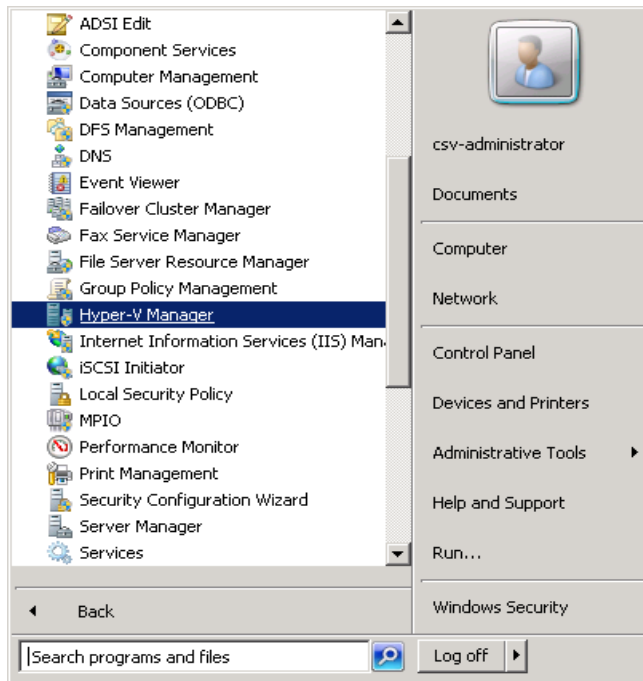 ADSI Edit
Component Services
Computer Management
Data Sources (ODBC)
DFS Management
DNS
Event Viewer
Failover Cluster Manager
Fax Service Manager
File Server Resource Manager
Group Policy Management
Hyper-V Manager
Internet Information Services (IIS) Man
iSCSI Initiator
Local Security Policy
MPIO
Performance Monitor
Print Management
Security Configuration Wizard
Server Manager
Services
Back
Search programs and files
csv-administrator
Documents
Computer
Network
Control Panel
Devices and Printers
Administrative Tools
Help and Support
Run...
Windows Security
Log off